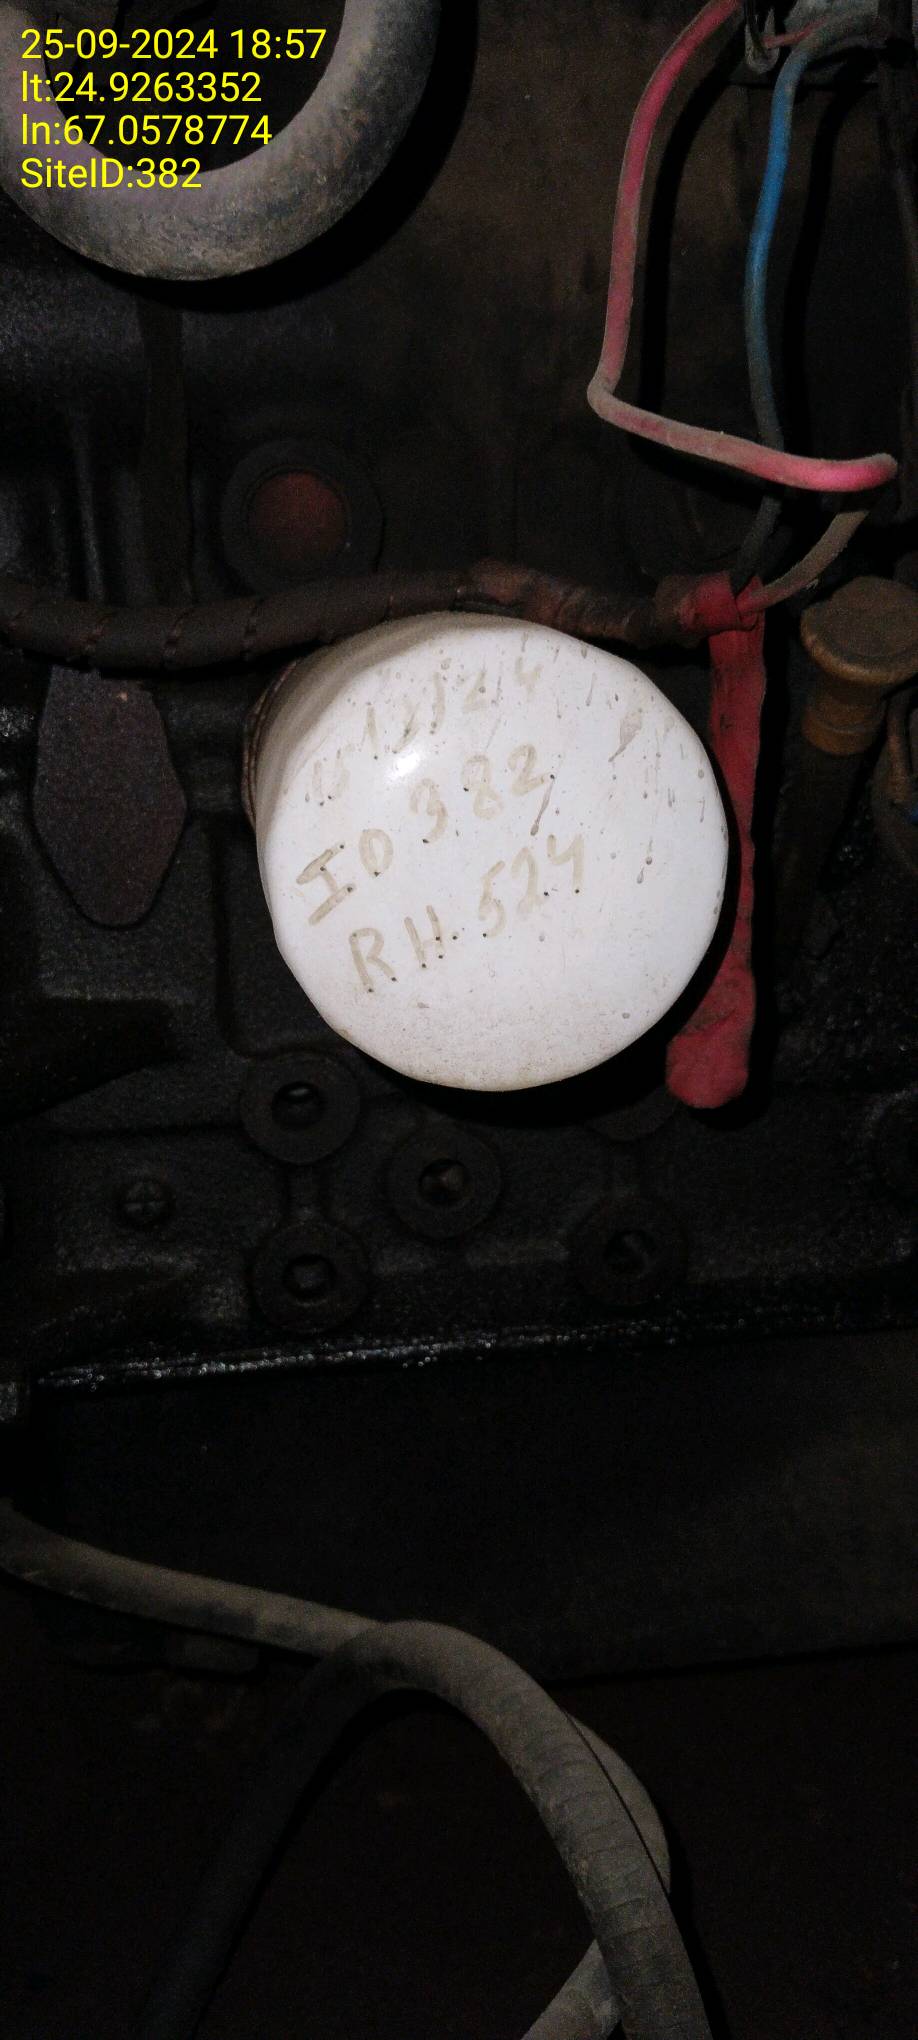 25-09-2024 18:57
lt:24.9263352
ln:67.0578774
SiteID:382
ID 382
RH. 524